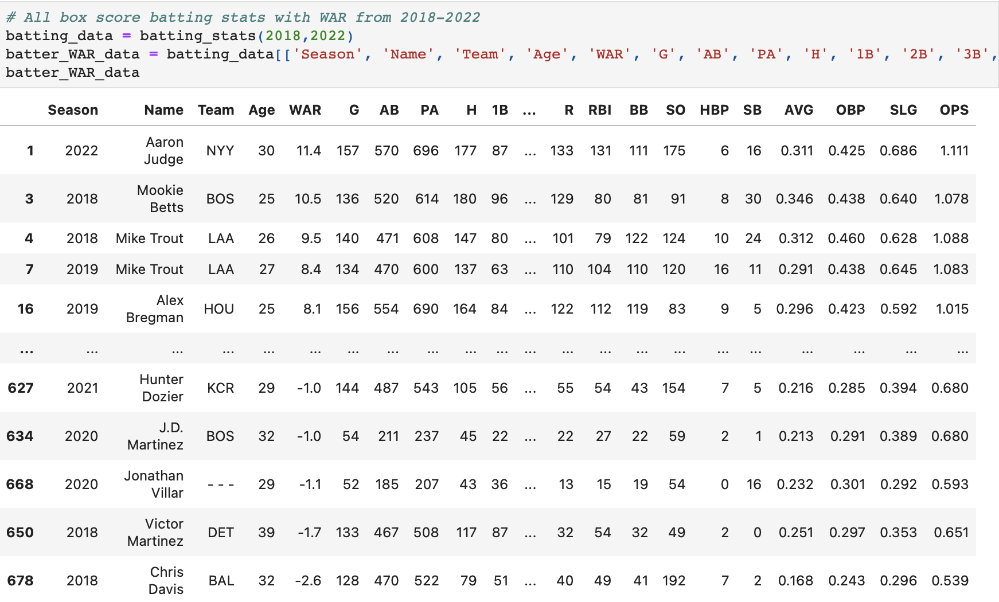 # All box score batting stats with WAR from 2018-2022
batting_data = batting_stats(2018,2022)
batter_WAR_data = batting_data[['Season', 'Name', 'Team', 'Age', 'WAR', 'G', 'AB', 'PA', 'H', '1B', '2B', '3B',
batter_WAR_data
Season Name Team Age WAR G AB PA H 1B ... R RBI BB SO HBP SB AVG OBP SLG OPS
1 2022 Aaron Judge NYY 30 11.4 157 570 696 177 87 ... 133 131 111 175 6 16 0.311 0.425 0.686 1.111
3 2018 Mookie Betts BOS 25 10.5 136 520 614 180 96 ... 129 80 81 91 8 30 0.346 0.438 0.640 1.078
4 2018 Mike Trout LAA 26 9.5 140 471 608 147 80 ... 101 79 122 124 10 24 0.312 0.460 0.628 1.088
7 2019 Mike Trout LAA 27 8.4 134 470 600 137 63 ... 110 104 110 120 16 11 0.291 0.438 0.645 1.083
16 2019 Alex Bregman HOU 25 8.1 156 554 690 164 84 ... 122 112 119 83 9 5 0.296 0.423 0.592 1.015
... ... ... ... ... ... ... ... ... ... ... ... ... ... ... ... ... ... ... ... ... ...
627 2021 Hunter Dozier KCR 29 -1.0 144 487 543 105 56 ... 55 54 43 154 7 5 0.216 0.285 0.394 0.680
634 2020 J.D. Martinez BOS 32 -1.0 54 211 237 45 22 ... 22 27 22 59 2 1 0.213 0.291 0.389 0.680
668 2020 Jonathan Villar - - - 29 -1.1 52 185 207 43 36 ... 13 15 19 54 0 16 0.232 0.301 0.292 0.593
650 2018 Victor Martinez DET 39 -1.7 133 467 508 117 87 ... 32 54 32 49 2 0 0.251 0.297 0.353 0.651
678 2018 Chris Davis BAL 32 -2.6 128 470 522 79 51 ... 40 49 41 192 7 2 0.168 0.243 0.296 0.539